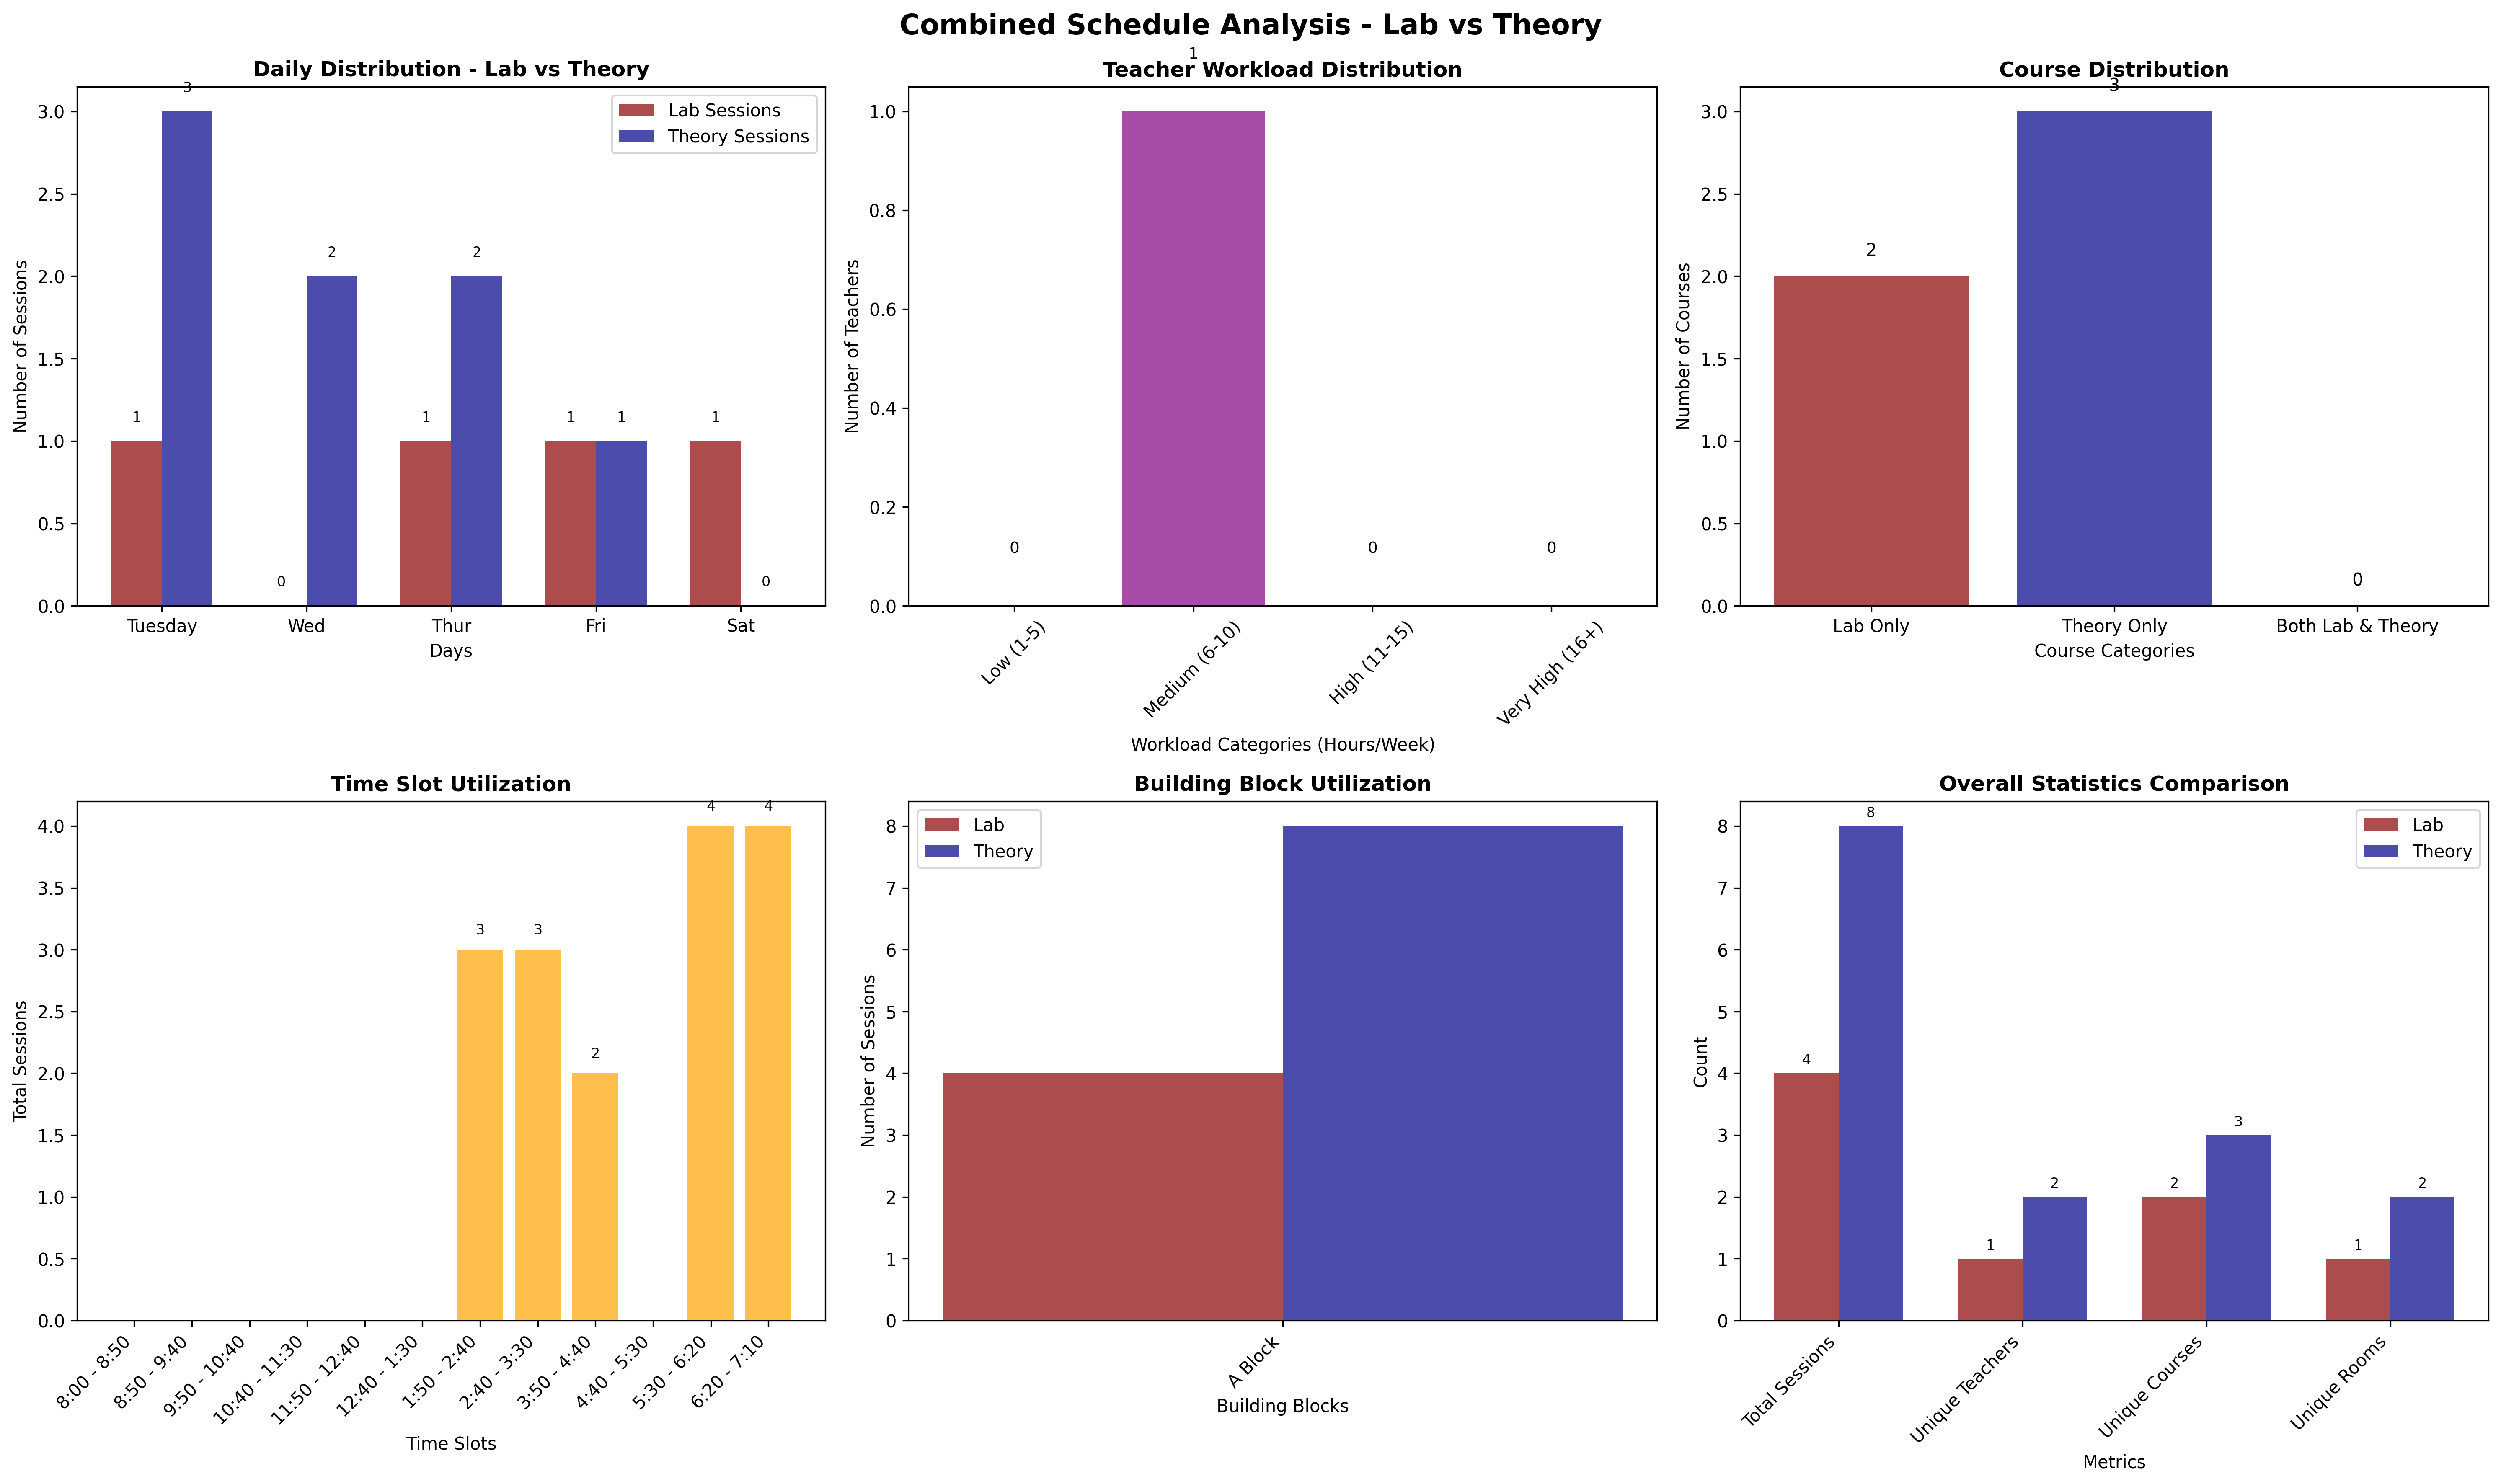 Combined Schedule Analysis - Lab vs Theory
Daily Distribution - Lab vs Theory
Number of Sessions
3.0
2.5
2.0
1.5
1.0
0.5
0.0
Lab Sessions
Theory Sessions
3
2
2
1
1
1
1
1
0
0
Tuesday
Wed
Thur
Fri
Sat
Days
Teacher Workload Distribution
Number of Teachers
1.0
0.8
0.6
0.4
0.2
0.0
1
0
0
0
Low (1-5)
Medium (6-10)
High (11-15)
Very High (16+)
Workload Categories (Hours/Week)
Course Distribution
Number of Courses
3.0
2.5
2.0
1.5
1.0
0.5
0.0
3
2
0
Lab Only
Theory Only
Both Lab & Theory
Course Categories
Time Slot Utilization
Total Sessions
4.0
3.5
3.0
2.5
2.0
1.5
1.0
0.5
0.0
3
3
2
4
4
8:00 - 8:50
8:50 - 9:40
9:50 - 10:40
10:40 - 11:30
11:50 - 12:40
12:40 - 1:30
1:50 - 2:40
2:40 - 3:30
3:50 - 4:40
4:40 - 5:30
5:30 - 6:20
6:20 - 7:10
Time Slots
Building Block Utilization
Number of Sessions
8
7
6
5
4
3
2
1
0
Lab
Theory
A Block
Building Blocks
Overall Statistics Comparison
Count
8
7
6
5
4
3
2
1
0
Lab
Theory
4
8
1
2
2
3
1
2
Total Sessions
Unique Teachers
Unique Courses
Unique Rooms
Metrics